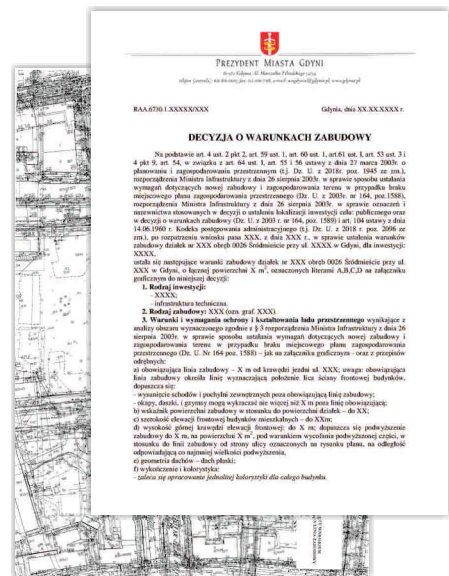 PREZYDENT MIASTA GDYNI
RAA.6730.1.XXXXX/XXX Gdynia, dnia XX.XX.XXXX r.
DECYZJA O WARUNKACH ZABUDOWY
Na podstawie art. 4 ust. 2 pkt 2, art. 59 ust. 1, art. 60 ust. 1, art.61 ust. 1, art. 53 ust. 3 i
4 pkt 9, art. 54, w związku z art. 64 ust. 1, art. 55 i 56 ustawy z dnia 27 marca 2003r. o
planowaniu i zagospodarowaniu przestrzennym (t.j. Dz. U. z 2018r. poz. 1945 ze zm.),
rozporządzenia Ministra Infrastruktury z dnia 26 sierpnia 2003r. w sprawie sposobu ustalania
wymagań dotyczących nowej zabudowy i zagospodarowania terenu w przypadku braku
miejscowego planu zagospodarowania przestrzennego (Dz. U. z 2003r. nr 164, poz.1588),
rozporządzenia Ministra Infrastruktury z dnia 26 sierpnia 2003r. w sprawie oznaczeń i
nazewnictwa stosowanych w decyzji o ustaleniu lokalizacji inwestycji celu publicznego oraz
w decyzji o warunkach zabudowy (Dz. U. z 2003 r. nr 164, poz. 1589) i art. 104 ustawy z dnia
14.06.1960 r. Kodeks postępowania administracyjnego (tj. Dz. U. z 2018 r. poz. 2096 ze
zm.), po rozpatrzeniu wniosku pana XXX, z dnia XXX r., w sprawie ustalenia warunków
zabudowy działek nr XXX obręb 0026 Śródmieście przy ul. XXXX w Gdyni, dla inwestycji:
XXXX,
ustala się następujące warunki zabudowy działek nr XXX obręb 0026 Śródmieście przy ul.
XXX w Gdyni, o łącznej powierzchni X m², oznaczonych literami A,B,C,D na załączniku
graficznym do niniejszej decyzji:
1. Rodzaj inwestycji:
- XXXX;
- infrastruktura techniczna.
2. Rodzaj zabudowy: XXX (ozn. graf. XXX).
3. Warunki i wymagania ochrony i kształtowania ładu przestrzennego wynikające z
analizy obszaru wyznaczonego zgodnie z § 3 rozporządzenia Ministra Infrastruktury z dnia 26
sierpnia 2003r. w sprawie sposobu ustalania wymagań dotyczących nowej zabudowy i
zagospodarowania terenu w przypadku braku miejscowego planu zagospodarowania
przestrzennego (Dz. U. Nr 164 poz. 1588) – jak na załączniku graficznym - oraz z przepisów
odrębnych:
a) obowiązująca linia zabudowy – X m od krawędzi jezdni ul. XXX; uwaga: obowiązująca
linia zabudowy określa linię wyznaczającą położenie lica ściany frontowej budynków,
dopuszcza się:
- wysunięcie schodów i pochylni zewnętrznych poza obowiązującą linię zabudowy;
- okapy, daszki, i gzymsy mogą wykraczać nie więcej niż X m poza linię obowiązującą;
b) wskaźnik powierzchni zabudowy w stosunku do powierzchni działek – do XX;
c) szerokość elewacji frontowej budynków mieszkalnych – do XXm;
d) wysokość górnej krawędzi elewacji frontowej: do X m; dopuszcza się podwyższenie
zabudowy do X m, na powierzchni X m², pod warunkiem wycofania podwyższonej części, w
stosunku do linii zabudowy od strony ulicy oznaczonych na rysunku planu, na odległość
odpowiadającą co najmniej wielkości podwyższenia,
e) geometria dachów – dach płaski;
f) wykończenie i kolorystyka:
- zaleca się opracowanie jednolitej kolorystyki dla całego budynku.